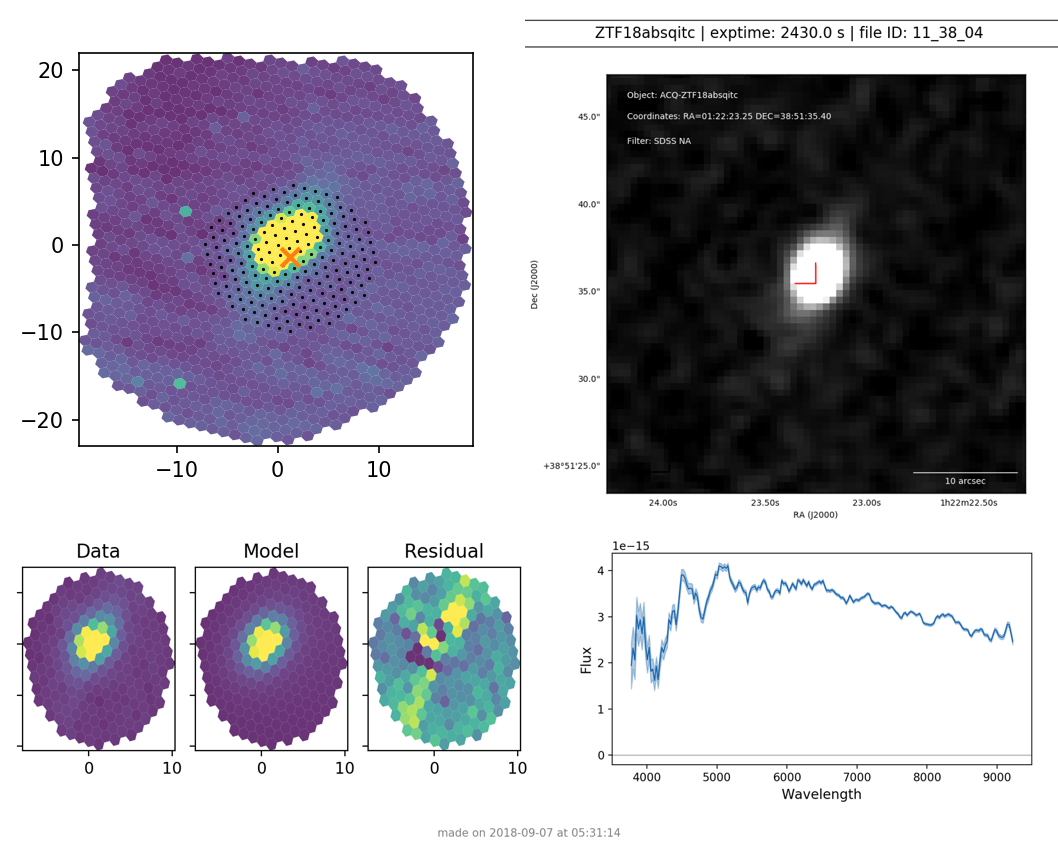 ZTF18absqitc | exptime: 2430.0 s | file ID: 11_38_04
20
10
0
−10
−20
−10
0
10
Object: ACQ-ZTF18absqitc
Coordinates: RA=01:22:23.25 DEC=38:51:35.40
Filter: SDSS NA
45.0"
40.0"
35.0"
30.0"
+38°51'25.0"
Dec (J2000)
10 arcsec
24.00s
23.50s
23.00s
1h22m22.50s
RA (J2000)
Data
Model
Residual
0
10
0
10
0
10
1e−15
4
3
2
1
0
Flux
4000
5000
6000
7000
8000
9000
Wavelength
made on 2018-09-07 at 05:31:14